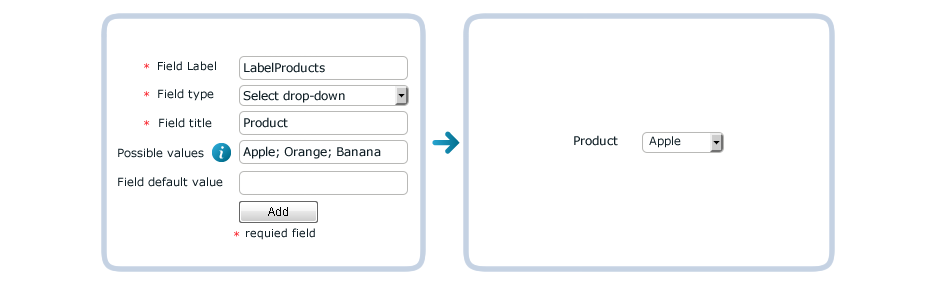 * Field Label LabelProducts
* Field type Select drop-down
* Field title Product
Possible values i Apple; Orange; Banana
Field default value
Add
* requied field
Product Apple